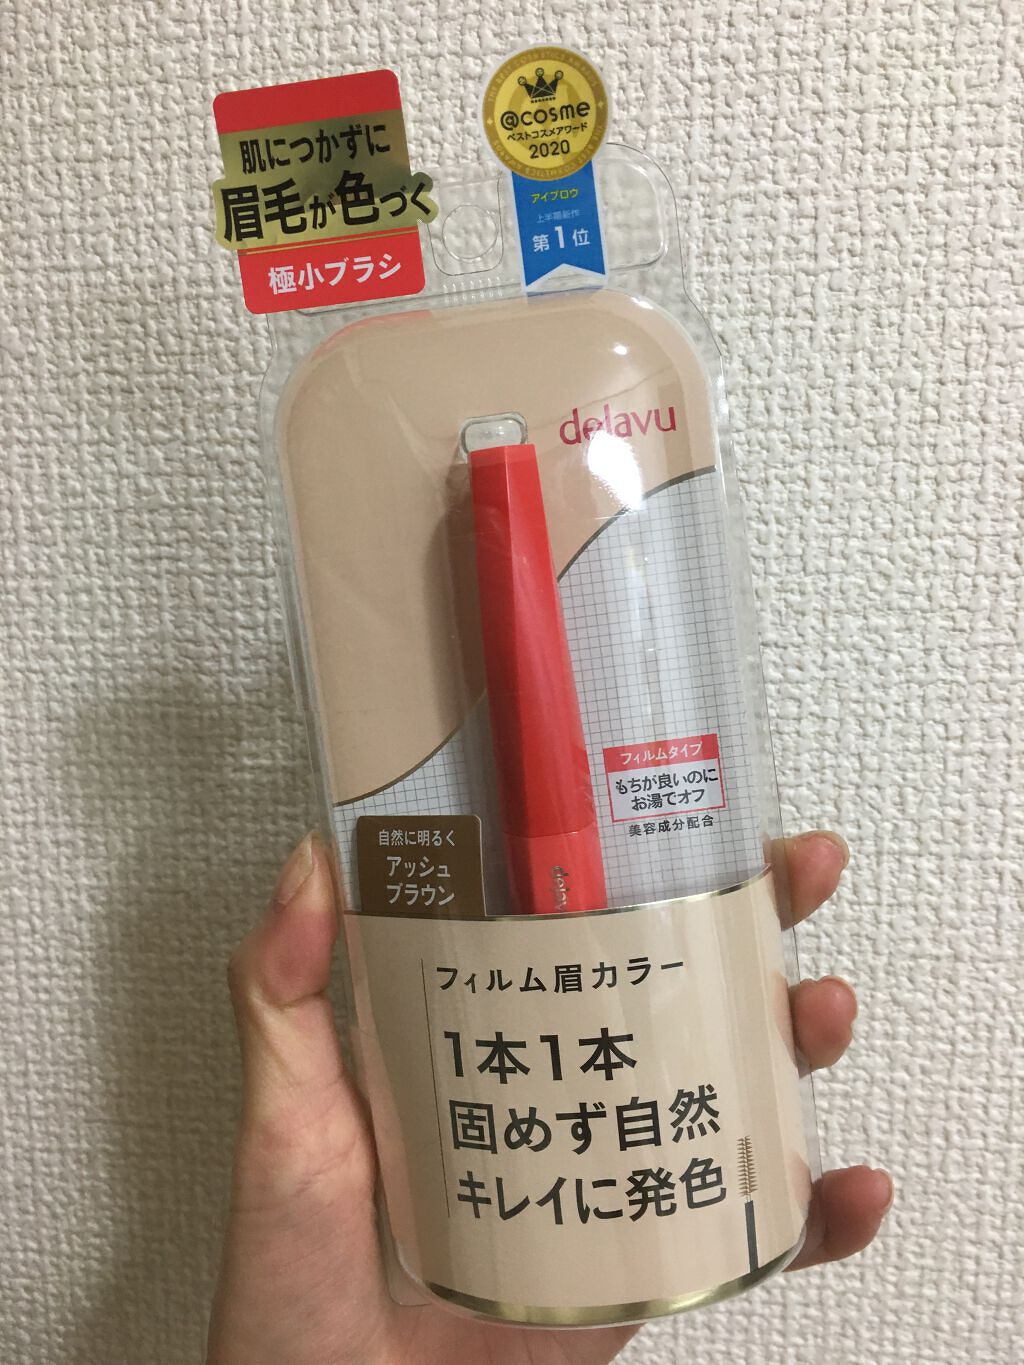 肌につかずに
眉毛が色づく
極小ブラシ
@cosme
ベストコスメアワード
2020
アイブロウ
上半期新作
第1位
dejavu
フィルムタイプ
もちが良いのに
お湯でオフ
美容成分配合
自然に明るく
アッシュ
ブラウン
フィルム眉カラー
1本1本
固めず自然
キレイに発色